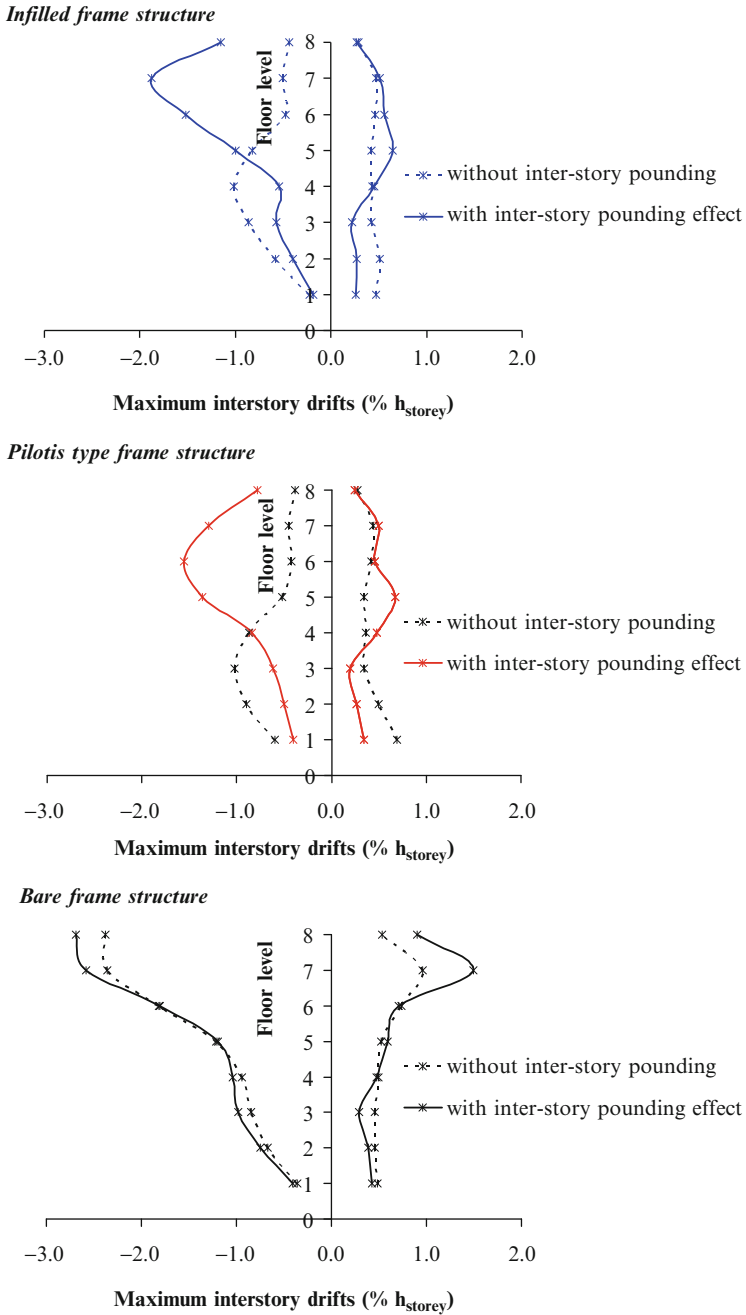 Infilled frame structure
8
7
6
5
4
3
2
1
0
Floor level
without inter-story pounding
with inter-story pounding effect
−3.0 −2.0 −1.0 0.0 1.0 2.0
Maximum interstory drifts (% h_storey)
Pilotis type frame structure
8
7
6
5
4
3
2
1
0
Floor level
without inter-story pounding
with inter-story pounding effect
−3.0 −2.0 −1.0 0.0 1.0 2.0
Maximum interstory drifts (% h_storey)
Bare frame structure
8
7
6
5
4
3
2
1
0
Floor level
without inter-story pounding
with inter-story pounding effect
−3.0 −2.0 −1.0 0.0 1.0 2.0
Maximum interstory drifts (% h_storey)